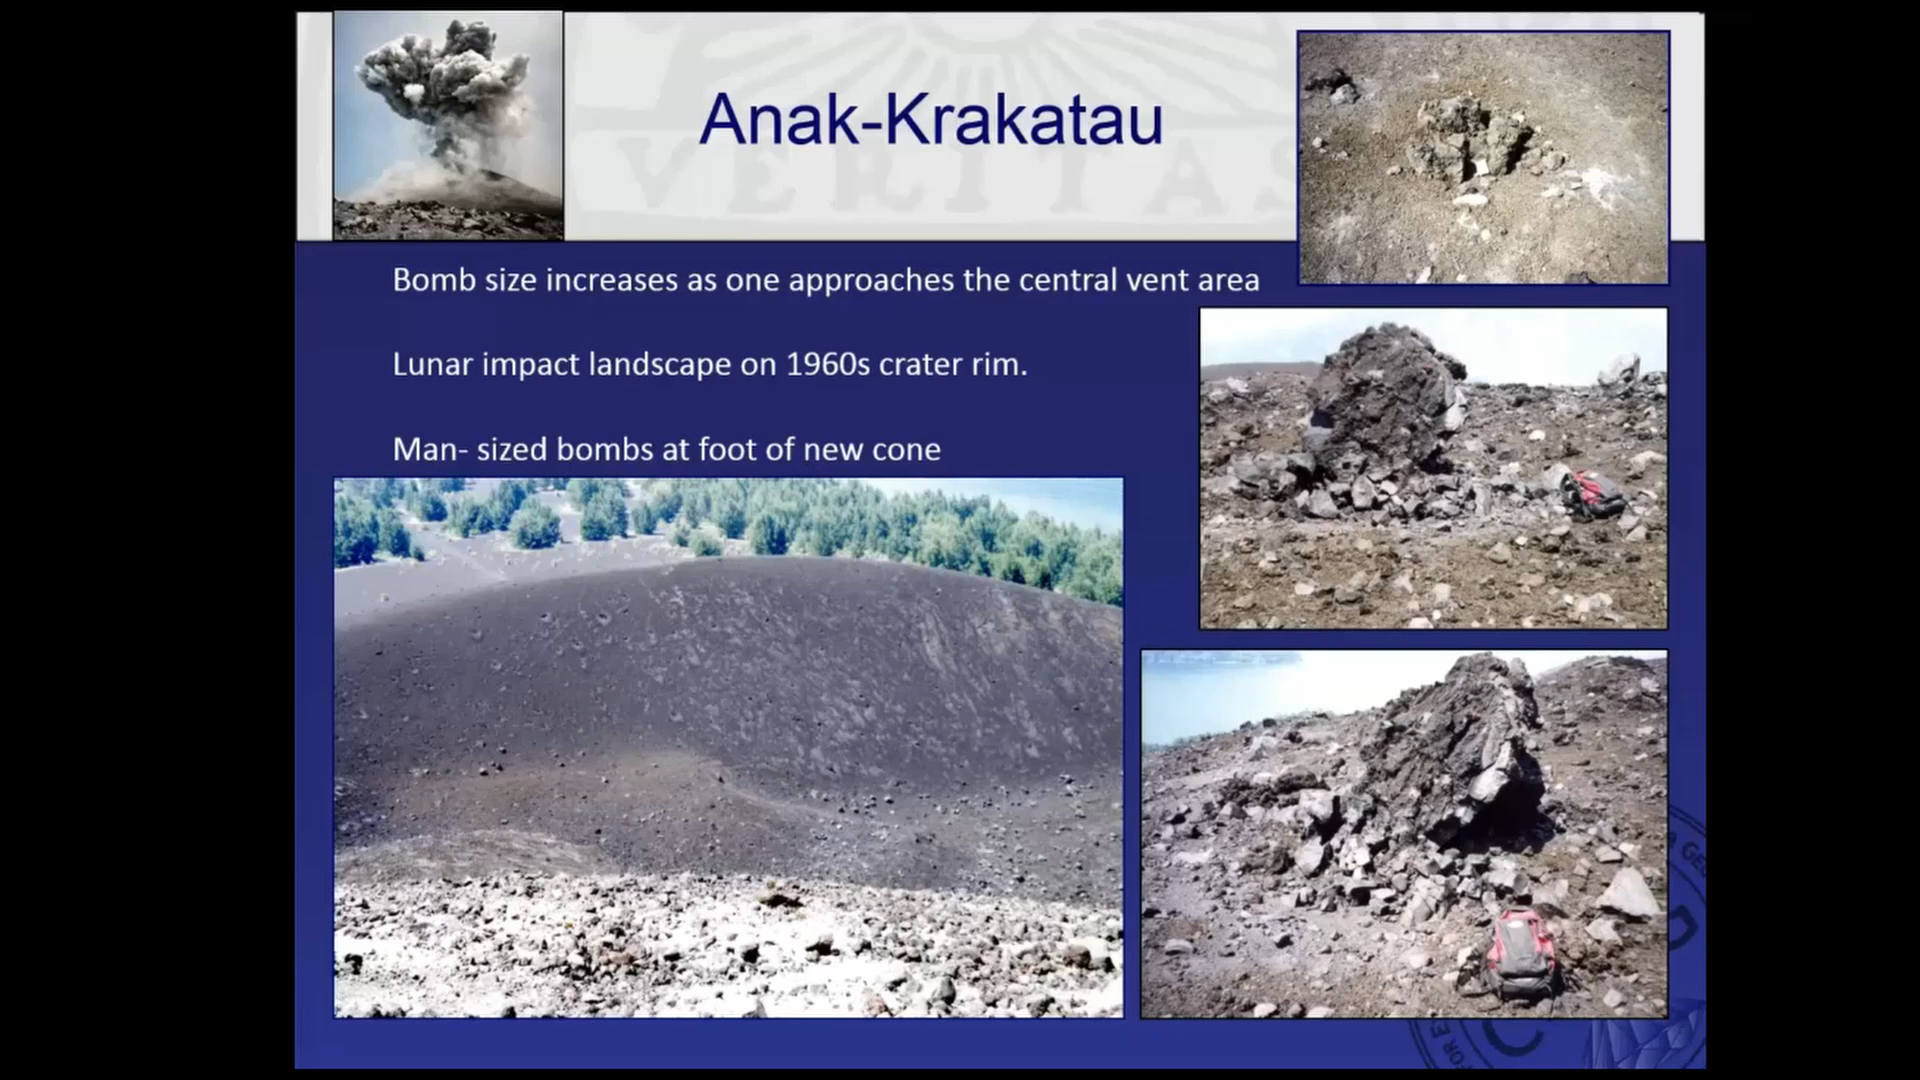 Anak-Krakatau
VERITAS
Bomb size increases as one approaches the central vent area
Lunar impact landscape on 1960s crater rim.
Man- sized bombs at foot of new cone